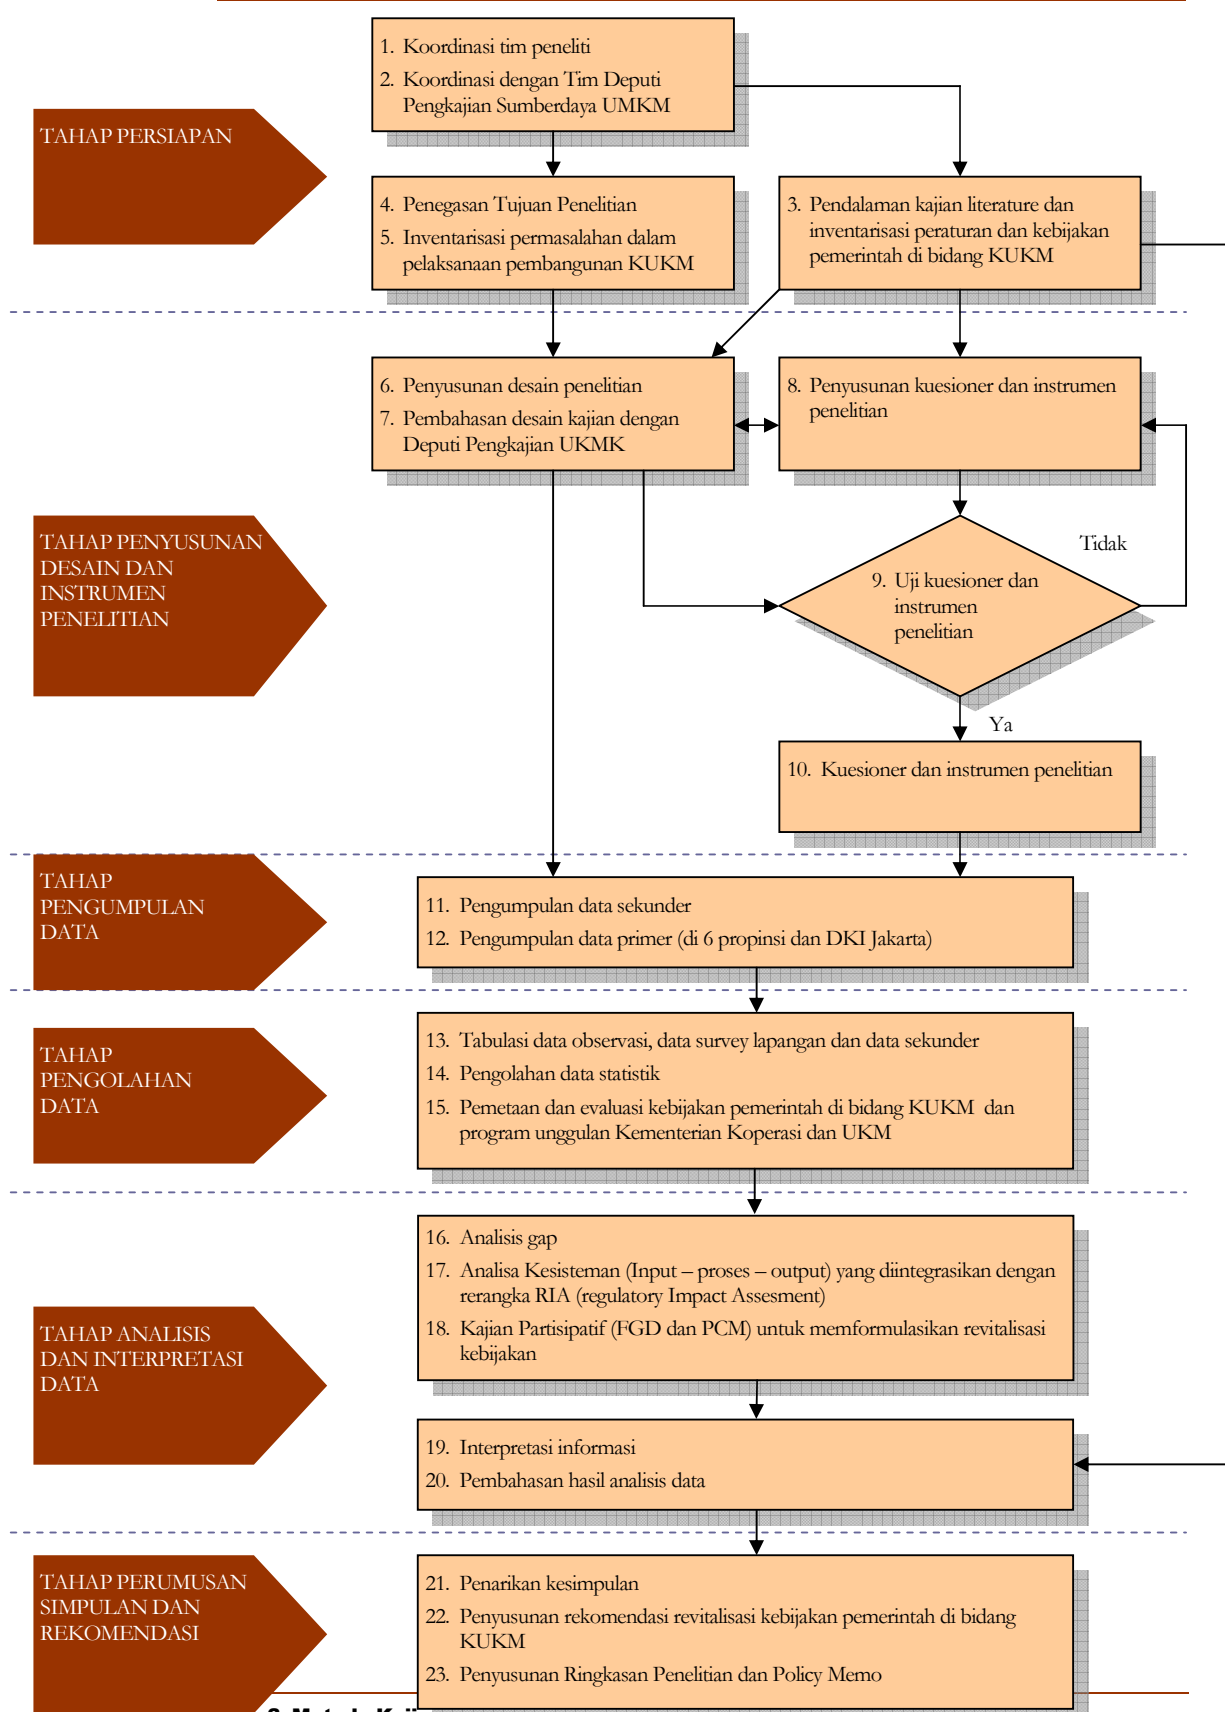 TAHAP PERSIAPAN
1. Koordinasi tim peneliti
2. Koordinasi dengan Tim Deputi
Pengkajian Sumberdaya UMKM
4. Penegasan Tujuan Penelitian
5. Inventarisasi permasalahan dalam
pelaksanaan pembangunan KUKM
3. Pendalaman kajian literature dan
inventarisasi peraturan dan kebijakan
pemerintah di bidang KUKM
TAHAP PENYUSUNAN
DESAIN DAN
INSTRUMEN
PENELITIAN
6. Penyusunan desain penelitian
7. Pembahasan desain kajian dengan
Deputi Pengkajian UKMK
8. Penyusunan kuesioner dan instrumen
penelitian
Tidak
9. Uji kuesioner dan
instrumen
penelitian
Ya
10. Kuesioner dan instrumen penelitian
TAHAP
PENGUMPULAN
DATA
11. Pengumpulan data sekunder
12. Pengumpulan data primer (di 6 propinsi dan DKI Jakarta)
TAHAP
PENGOLAHAN
DATA
13. Tabulasi data observasi, data survey lapangan dan data sekunder
14. Pengolahan data statistik
15. Pemetaan dan evaluasi kebijakan pemerintah di bidang KUKM dan
program unggulan Kementerian Koperasi dan UKM
TAHAP ANALISIS
DAN INTERPRETASI
DATA
16. Analisis gap
17. Analisa Kesisteman (Input – proses – output) yang diintegrasikan dengan
rerangka RIA (regulatory Impact Assesment)
18. Kajian Partisipatif (FGD dan PCM) untuk memformulasikan revitalisasi
kebijakan
19. Interpretasi informasi
20. Pembahasan hasil analisis data
TAHAP PERUMUSAN
SIMPULAN DAN
REKOMENDASI
21. Penarikan kesimpulan
22. Penyusunan rekomendasi revitalisasi kebijakan pemerintah di bidang
KUKM
23. Penyusunan Ringkasan Penelitian dan Policy Memo